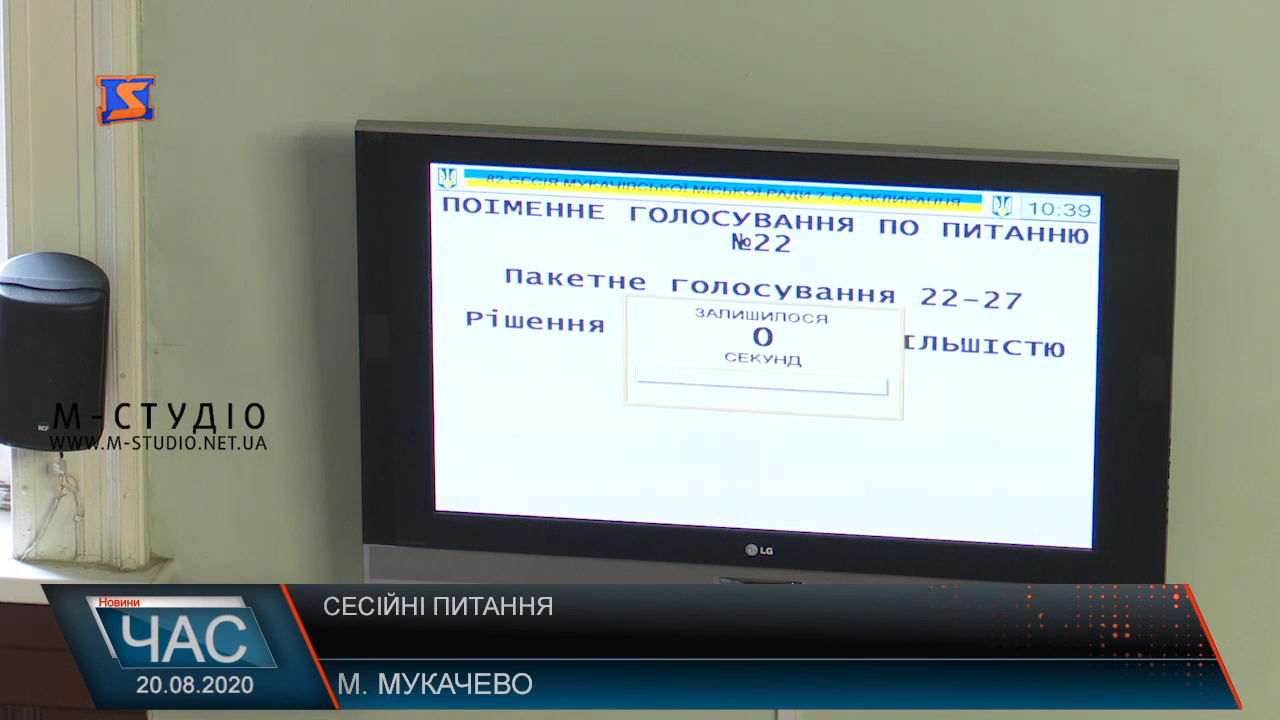 82 СЕСІЯ МУКАЧІВСЬКОЇ МІСЬКОЇ РАДИ 7-ГО СКЛИКАННЯ
10:39
ПОІМЕННЕ ГОЛОСУВАННЯ ПО ПИТАННЮ
№22
Пакетне голосування 22-27
Рішення
ЗАЛИШИЛОСЯ
0
СЕКУНД
ІЛЬШІСТЮ
LG
RCF
М-СТУДІО
WWW.M-STUDIO.NET.UA
Новини
ЧАС
20.08.2020
СЕСІЙНІ ПИТАННЯ
М. МУКАЧЕВО